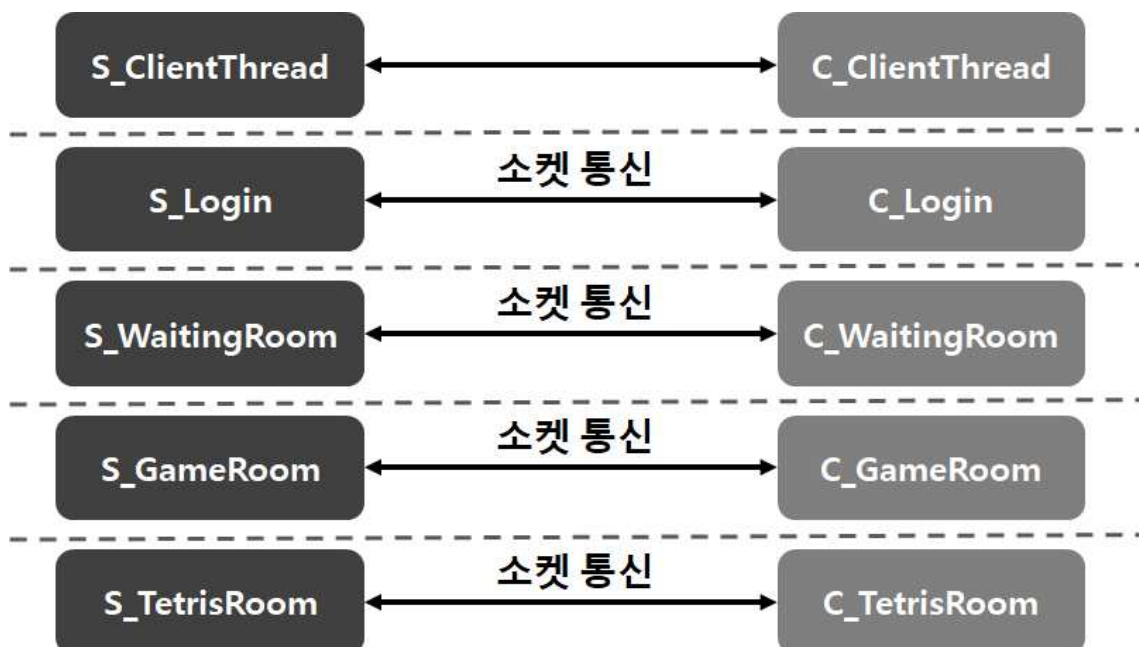 S_ClientThread C_ClientThread
소켓 통신
S_Login C_Login
소켓 통신
S_WaitingRoom C_WaitingRoom
소켓 통신
S_GameRoom C_GameRoom
소켓 통신
S_TetrisRoom C_TetrisRoom